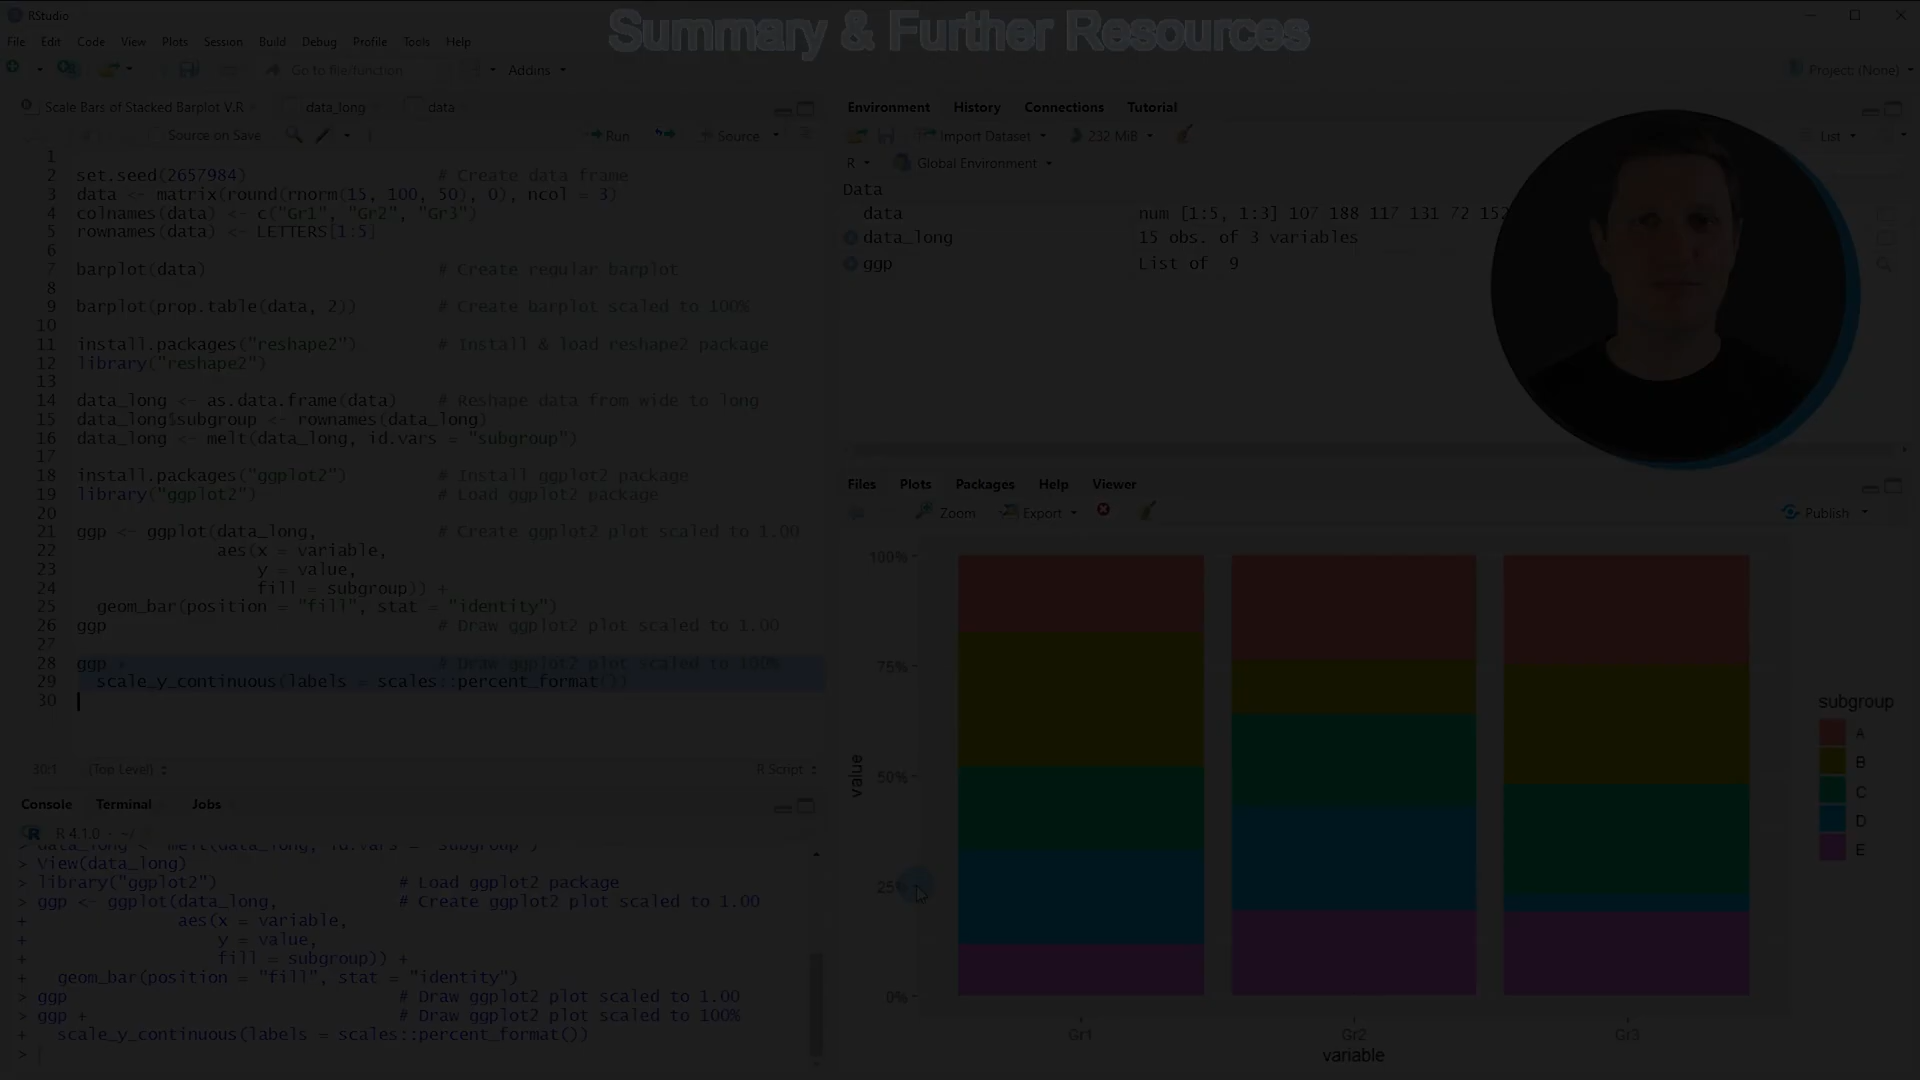 RStudio
Summary & Further Resources
File Edit Code View Plots Session Build Debug Profile Tools Help
Go to file/function Addins Project: (None)
Scale Bars of Stacked Barplot V.R data_long data
Source on Save Run Source
1
2 set.seed(2657984) # Create data frame
3 data <- matrix(round(rnorm(15, 100, 50), 0), ncol = 3)
4 colnames(data) <- c("Gr1", "Gr2", "Gr3")
5 rownames(data) <- LETTERS[1:5]
6
7 barplot(data) # Create regular barplot
8
9 barplot(prop.table(data, 2)) # Create barplot scaled to 100%
10
11 install.packages("reshape2") # Install & load reshape2 package
12 library("reshape2")
13
14 data_long <- as.data.frame(data) # Reshape data from wide to long
15 data_long$subgroup <- rownames(data_long)
16 data_long <- melt(data_long, id.vars = "subgroup")
17
18 install.packages("ggplot2") # Install ggplot2 package
19 library("ggplot2") # Load ggplot2 package
20
21 ggp <- ggplot(data_long, # Create ggplot2 plot scaled to 1.00
22 aes(x = variable,
23 y = value,
24 fill = subgroup)) +
25 geom_bar(position = "fill", stat = "identity")
26 ggp # Draw ggplot2 plot scaled to 1.00
27
28 ggp + # Draw ggplot2 plot scaled to 100%
29 scale_y_continuous(labels = scales::percent_format())
30
30:1 (Top Level) R Script
Console Terminal Jobs
R 4.1.0 · ~/
> data_long <- melt(data_long, id.vars = "subgroup")
> View(data_long)
> library("ggplot2") # Load ggplot2 package
> ggp <- ggplot(data_long, # Create ggplot2 plot scaled to 1.00
+ aes(x = variable,
+ y = value,
+ fill = subgroup)) +
+ geom_bar(position = "fill", stat = "identity")
> ggp # Draw ggplot2 plot scaled to 1.00
> ggp + # Draw ggplot2 plot scaled to 100%
+ scale_y_continuous(labels = scales::percent_format())
>
Environment History Connections Tutorial
Import Dataset 232 MiB List
R Global Environment
Data
data num [1:5, 1:3] 107 188 117 131 72 152
data_long 15 obs. of 3 variables
ggp List of 9
Files Plots Packages Help Viewer
Zoom Export Publish
100%
75%
50%
25%
0%
value
Gr1 Gr2 Gr3
variable
subgroup
A
B
C
D
E